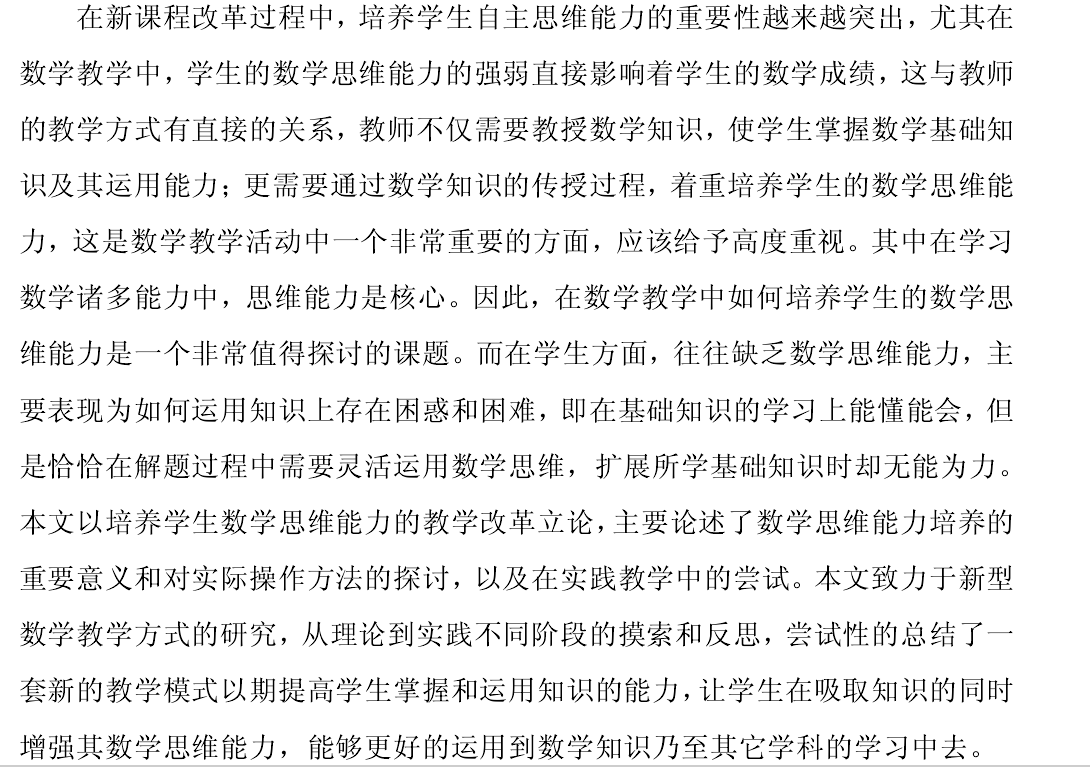 在新课程改革过程中，培养学生自主思维能力的重要性越来越突出，尤其在
数学教学中，学生的数学思维能力的强弱直接影响着学生的数学成绩，这与教师
的教学方式有直接的关系，教师不仅需要教授数学知识，使学生掌握数学基础知
识及其运用能力；更需要通过数学知识的传授过程，着重培养学生的数学思维能
力，这是数学教学活动中一个非常重要的方面，应该给予高度重视。其中在学习
数学诸多能力中，思维能力是核心。因此，在数学教学中如何培养学生的数学思
维能力是一个非常值得探讨的课题。而在学生方面，往往缺乏数学思维能力，主
要表现为如何运用知识上存在困惑和困难，即在基础知识的学习上能懂能会，但
是恰恰在解题过程中需要灵活运用数学思维，扩展所学基础知识时却无能为力。
本文以培养学生数学思维能力的教学改革立论，主要论述了数学思维能力培养的
重要意义和对实际操作方法的探讨，以及在实践教学中的尝试。本文致力于新型
数学教学方式的研究，从理论到实践不同阶段的摸索和反思，尝试性的总结了一
套新的教学模式以期提高学生掌握和运用知识的能力，让学生在吸取知识的同时
增强其数学思维能力，能够更好的运用到数学知识乃至其它学科的学习中去。